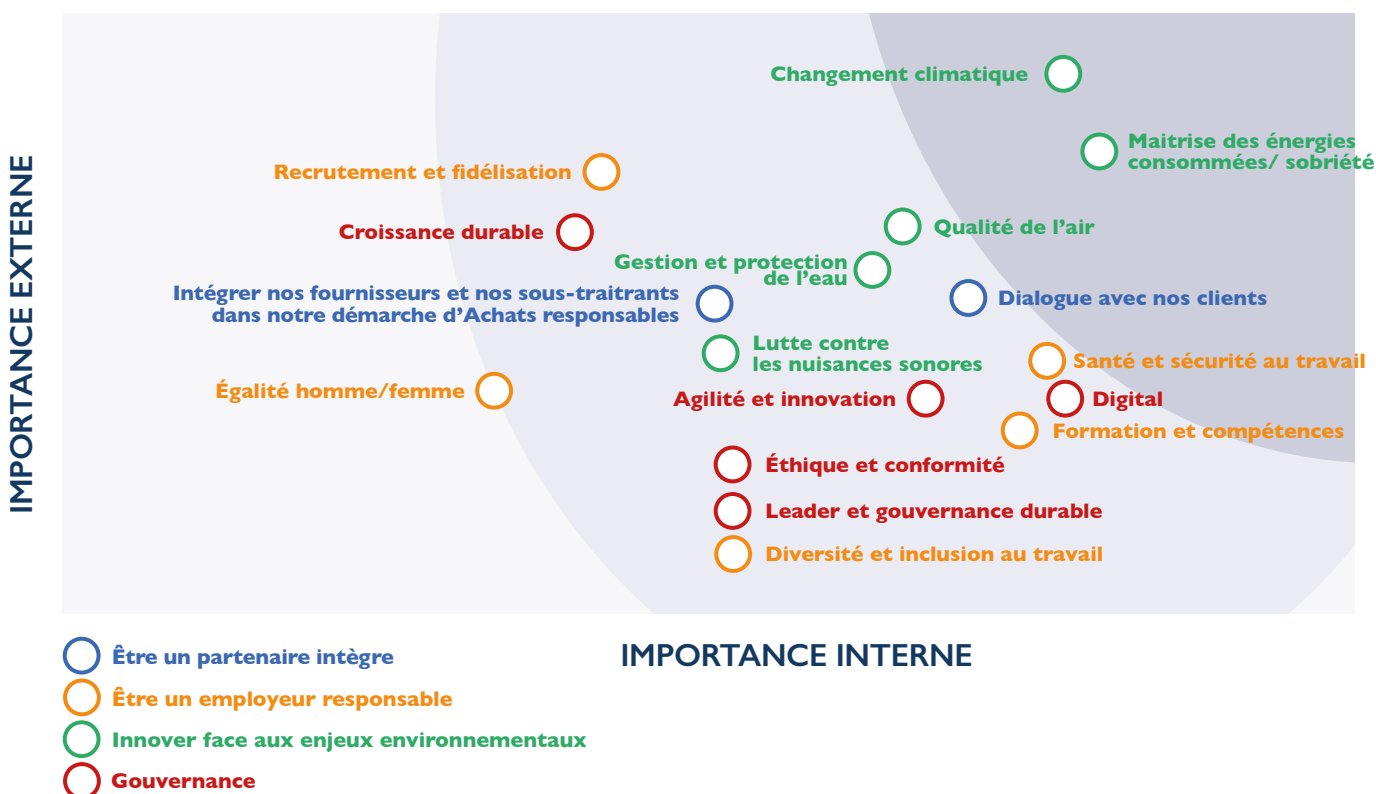 Changement climatique
Maitrise des énergies
consommées/ sobriété
Recrutement et fidélisation
Croissance durable
Qualité de l’air
Gestion et protection
de l’eau
Intégrer nos fournisseurs et nos sous-traitrants
dans notre démarche d’Achats responsables
Dialogue avec nos clients
Lutte contre
les nuisances sonores
Santé et sécurité au travail
Égalité homme/femme
Agilité et innovation
Digital
Formation et compétences
Éthique et conformité
Leader et gouvernance durable
Diversité et inclusion au travail
IMPORTANCE EXTERNE
IMPORTANCE INTERNE
Être un partenaire intègre
Être un employeur responsable
Innover face aux enjeux environnementaux
Gouvernance